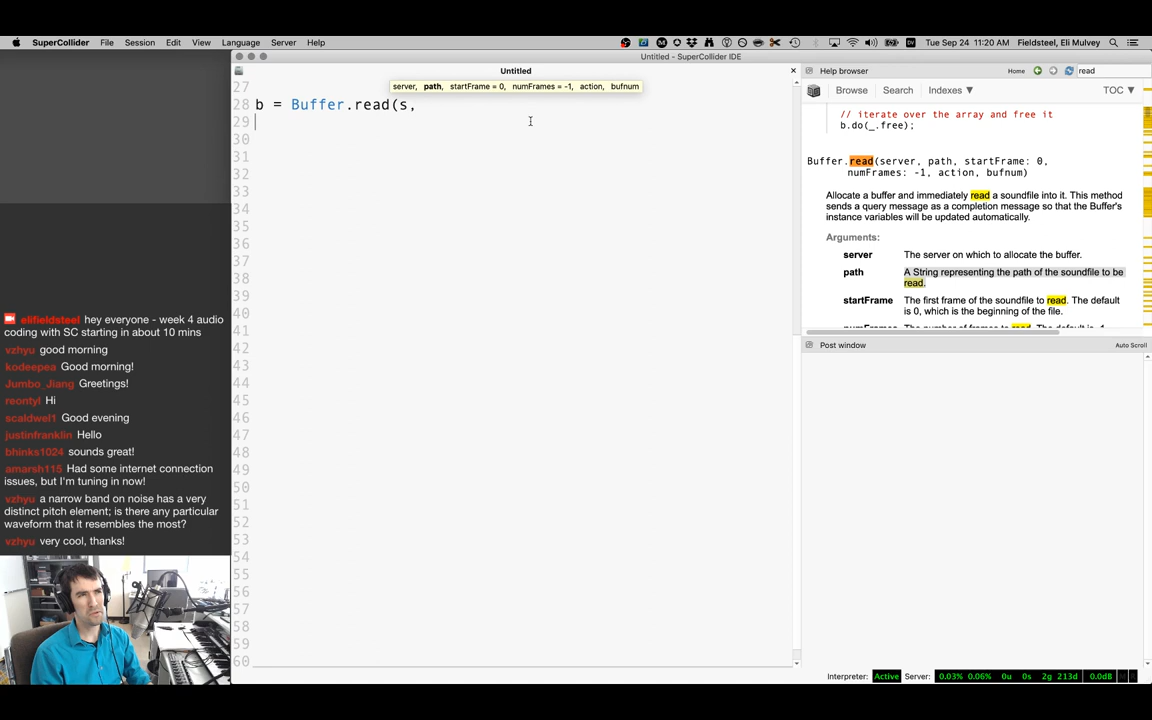 SuperCollider File Session Edit View Language Server Help
Tue Sep 24 11:20 AM Fieldsteel, Eli Mulvey
Untitled - SuperCollider IDE
Untitled
Help browser
Home
read
server, path, startFrame = 0, numFrames = -1, action, bufnum
Browse Search Indexes ▼ TOC ▼
27
28 b = Buffer.read(s,
29
30
31
32
33
34
35
36
37
38
39
40
41
42
43
44
45
46
47
48
49
50
51
52
53
54
55
56
57
58
59
60
// iterate over the array and free it
b.do(_.free);
Buffer.read(server, path, startFrame: 0,
numFrames: -1, action, bufnum)
Allocate a buffer and immediately read a soundfile into it. This method
sends a query message as a completion message so that the Buffer's
instance variables will be updated automatically.
Arguments:
server The server on which to allocate the buffer.
path A String representing the path of the soundfile to be
read.
startFrame The first frame of the soundfile to read. The default
is 0, which is the beginning of the file.
Post window
Auto Scroll
elifieldsteel hey everyone - week 4 audio
coding with SC starting in about 10 mins
vzhyu good morning
kodeepea Good morning!
Jumbo_Jiang Greetings!
reontyl Hi
scaldwel1 Good evening
justinfranklin Hello
bhinks1024 sounds great!
amarsh115 Had some internet connection
issues, but I'm tuning in now!
vzhyu a narrow band on noise has a very
distinct pitch element; is there any particular
waveform that it resembles the most?
vzhyu very cool, thanks!
Interpreter: Active Server: 0.03% 0.06% 0u 0s 2g 213d 0.0dB